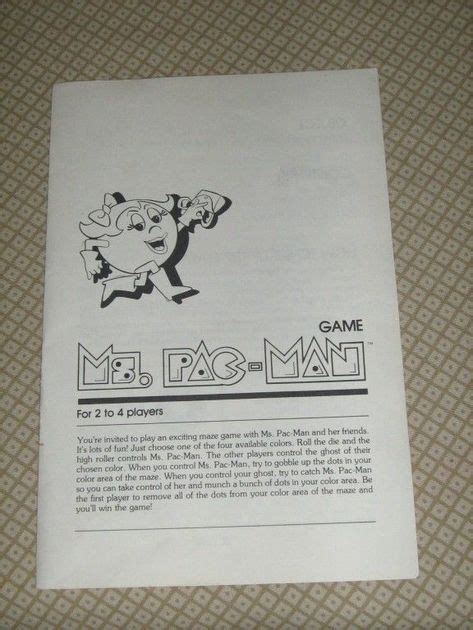 GAME
Ms. PAC-MAN™
For 2 to 4 players
You're invited to play an exciting maze game with Ms. Pac-Man and her friends.
It's lots of fun! Just choose one of the four available colors. Roll the die and the
high roller controls Ms. Pac-Man. The other players control the ghost of their
chosen color. When you control Ms. Pac-Man, try to gobble up the dots in your
color area of the maze. When you control your ghost, try to catch Ms. Pac-Man
so you can take control of her and munch a bunch of dots in your color area. Be
the first player to remove all of the dots from your color area of the maze and
you'll win the game!